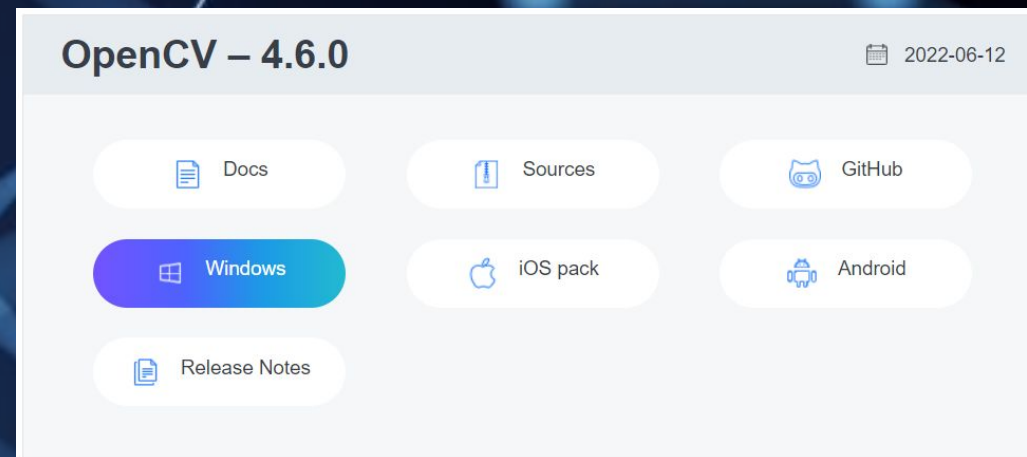 OpenCV – 4.6.0
2022-06-12
Docs
Sources
GitHub
Windows
iOS pack
Android
Release Notes